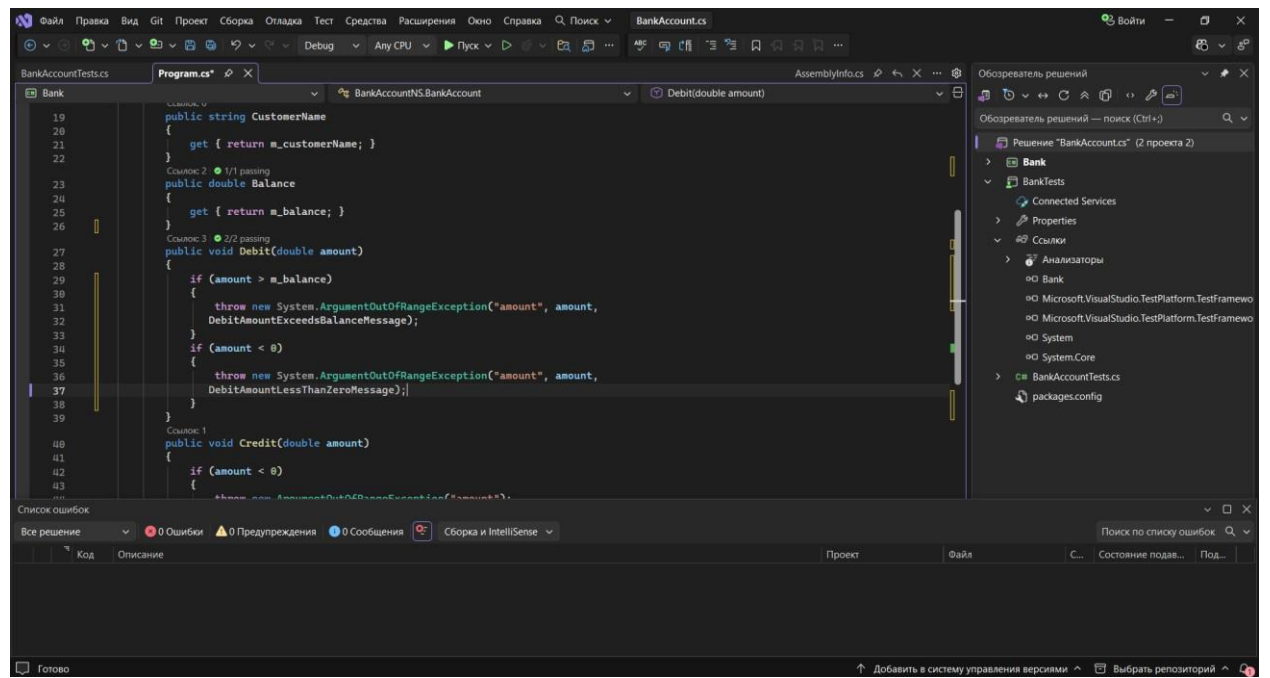 Файл Правка Вид Git Проект Сборка Отладка Тест Средства Расширения Окно Справка Поиск BankAccount.cs Войти
Debug Any CPU Пуск
BankAccountTests.cs Program.cs* AssemblyInfo.cs
Bank BankAccountNS.BankAccount Debit(double amount)
Ссылок: 0
19 public string CustomerName
20 {
21 get { return m_customerName; }
22 }
Ссылок: 2 1/1 passing
23 public double Balance
24 {
25 get { return m_balance; }
26 }
Ссылок: 3 2/2 passing
27 public void Debit(double amount)
28 {
29 if (amount > m_balance)
30 {
31 throw new System.ArgumentOutOfRangeException("amount", amount,
32 DebitAmountExceedsBalanceMessage);
33 }
34 if (amount < 0)
35 {
36 throw new System.ArgumentOutOfRangeException("amount", amount,
37 DebitAmountLessThanZeroMessage);
38 }
39 }
Ссылок: 1
40 public void Credit(double amount)
41 {
42 if (amount < 0)
43 {
44 throw new ArgumentOutOfRangeException("amount");
Обозреватель решений
Обозреватель решений — поиск (Ctrl+;)
Решение "BankAccount.cs" (2 проекта 2)
Bank
BankTests
Connected Services
Properties
Ссылки
Анализаторы
Bank
Microsoft.VisualStudio.TestPlatform.TestFramewo
Microsoft.VisualStudio.TestPlatform.TestFramewo
System
System.Core
C# BankAccountTests.cs
packages.config
Список ошибок
Все решение 0 Ошибки 0 Предупреждения 0 Сообщения Сборка и IntelliSense Поиск по списку ошибок
Код Описание Проект Файл С... Состояние подав... Под...
Готово Добавить в систему управления версиями Выбрать репозиторий